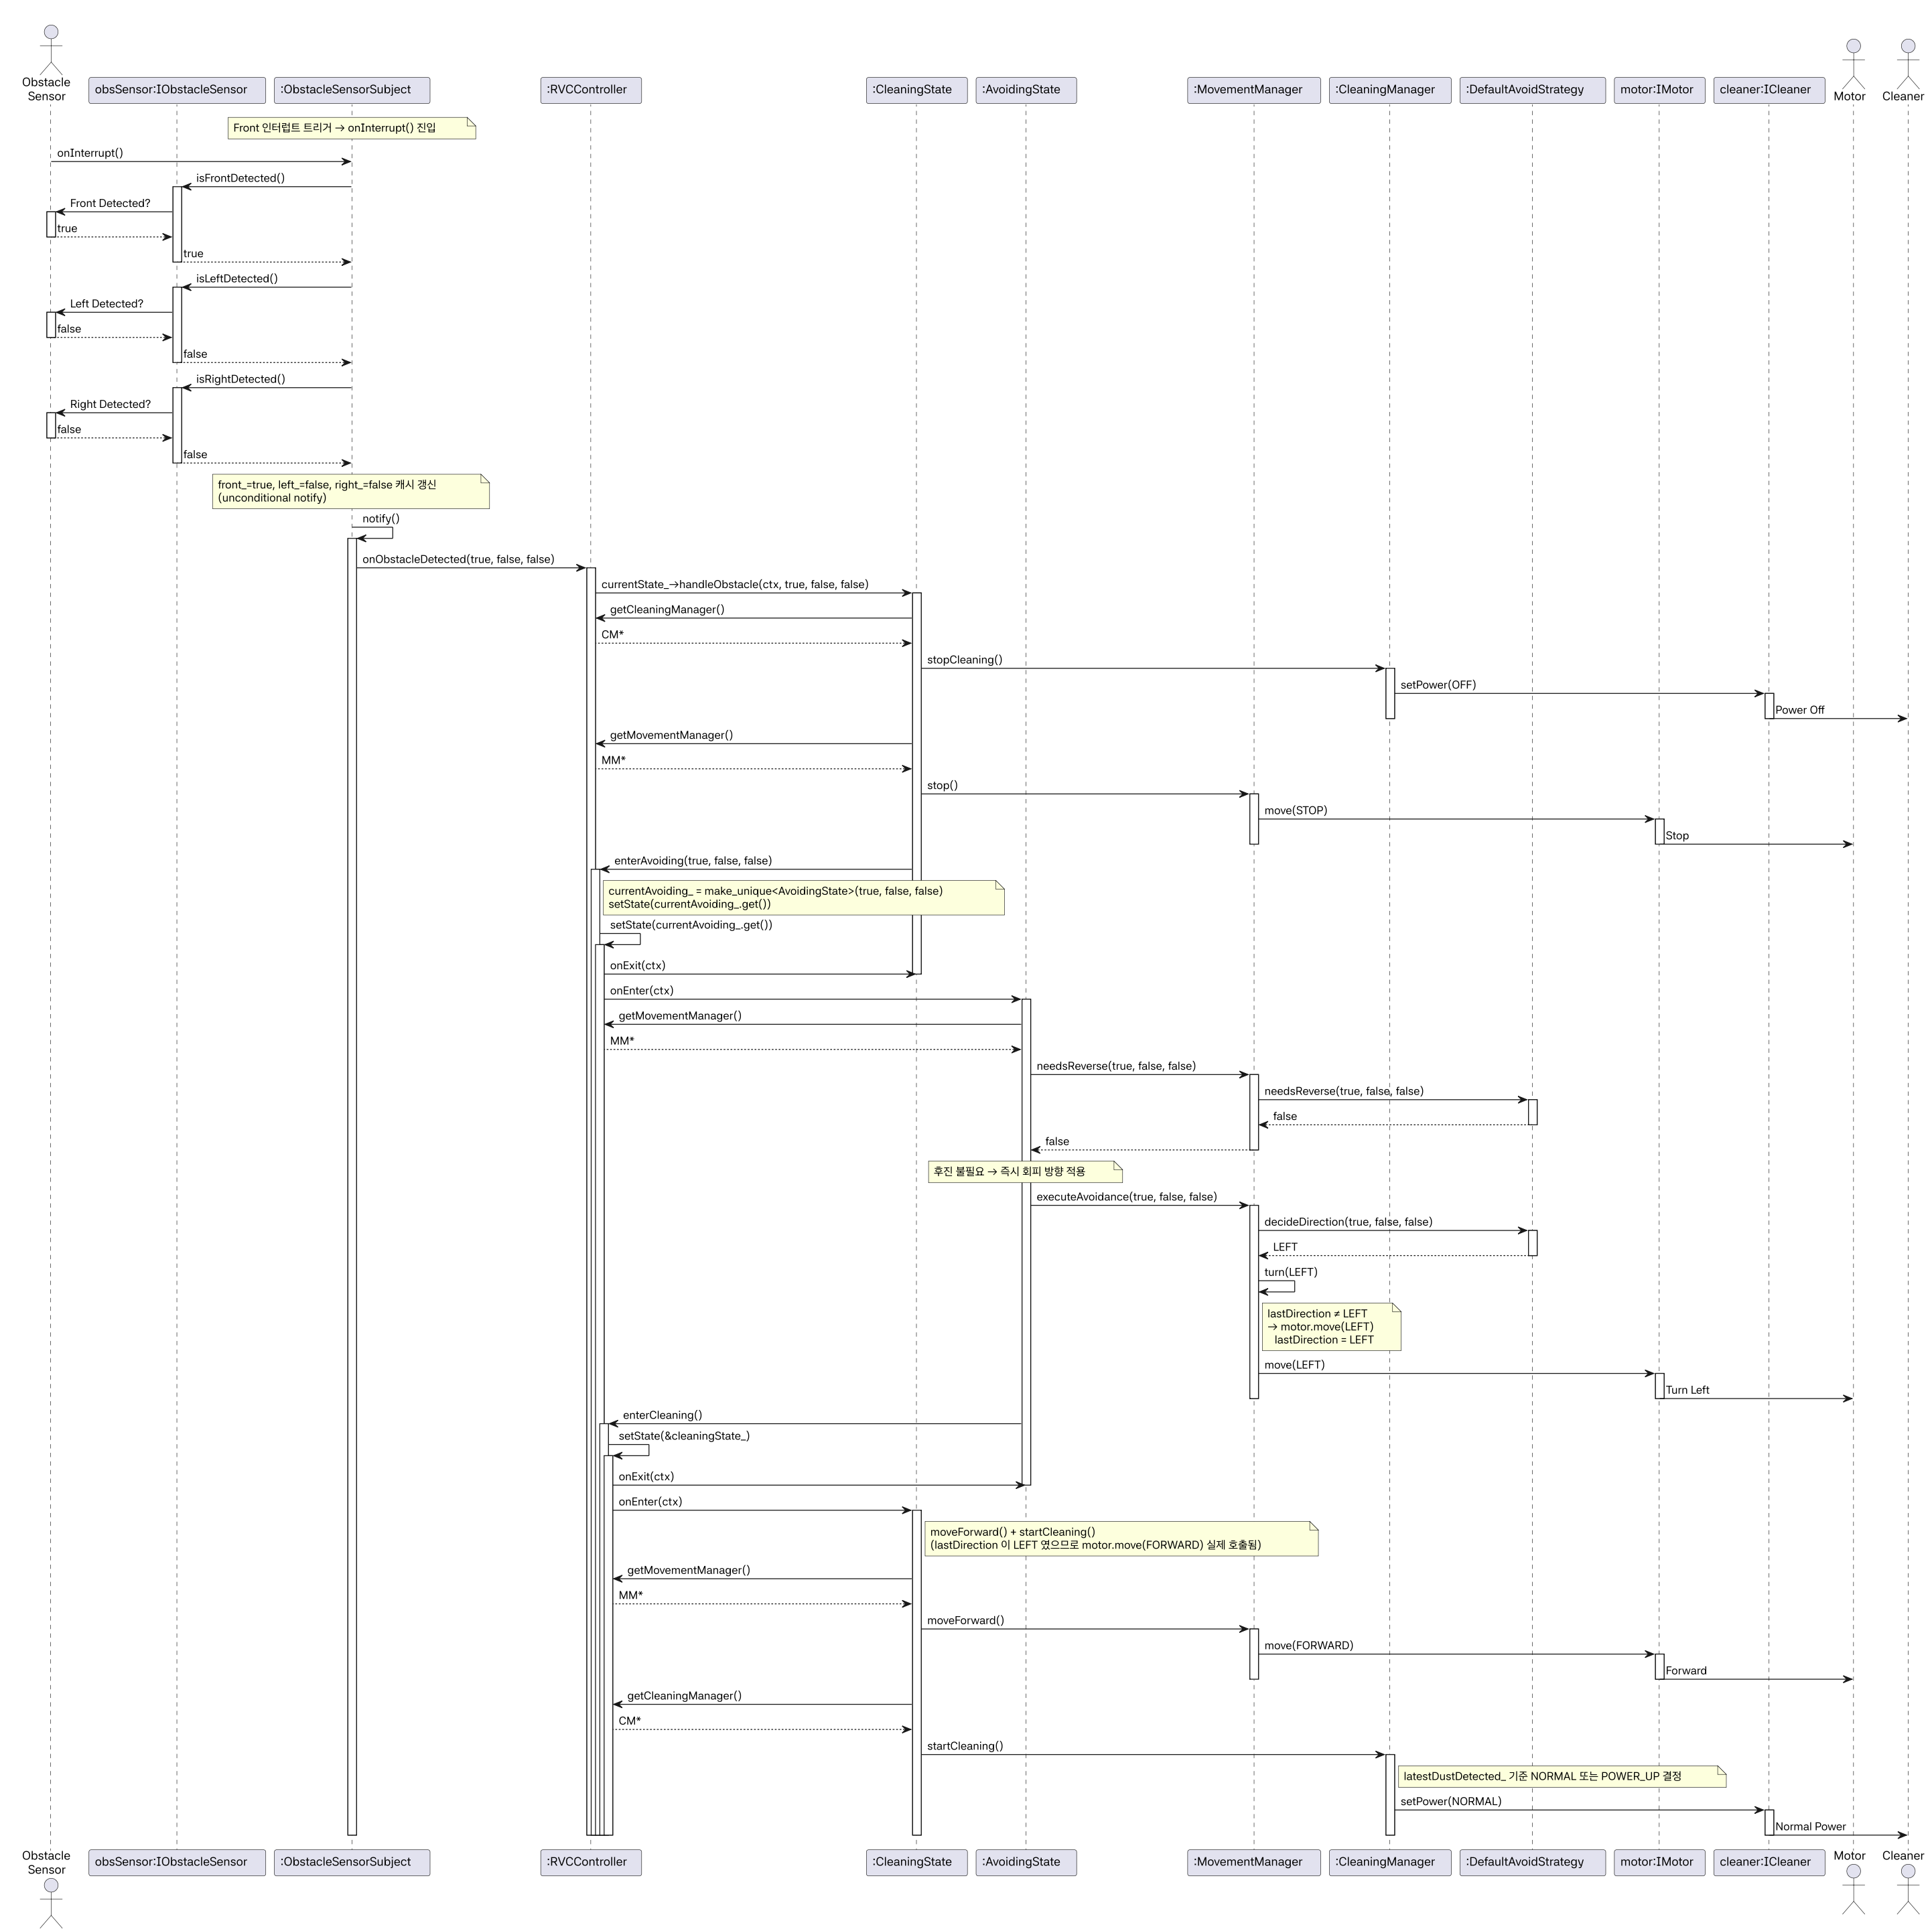 Obstacle
Sensor
obsSensor:IObstacleSensor
:ObstacleSensorSubject
:RVCController
:CleaningState
:AvoidingState
:MovementManager
:CleaningManager
:DefaultAvoidStrategy
motor:IMotor
cleaner:ICleaner
Motor
Cleaner
Front 인터럽트 트리거 → onInterrupt() 진입
onInterrupt()
isFrontDetected()
Front Detected?
true
true
isLeftDetected()
Left Detected?
false
false
isRightDetected()
Right Detected?
false
false
front_=true, left_=false, right_=false 캐시 갱신
(unconditional notify)
notify()
onObstacleDetected(true, false, false)
currentState_→handleObstacle(ctx, true, false, false)
getCleaningManager()
CM*
stopCleaning()
setPower(OFF)
Power Off
getMovementManager()
MM*
stop()
move(STOP)
Stop
enterAvoiding(true, false, false)
currentAvoiding_ = make_unique<AvoidingState>(true, false, false)
setState(currentAvoiding_.get())
setState(currentAvoiding_.get())
onExit(ctx)
onEnter(ctx)
getMovementManager()
MM*
needsReverse(true, false, false)
needsReverse(true, false, false)
false
false
후진 불필요 → 즉시 회피 방향 적용
executeAvoidance(true, false, false)
decideDirection(true, false, false)
LEFT
turn(LEFT)
lastDirection ≠ LEFT
→ motor.move(LEFT)
lastDirection = LEFT
move(LEFT)
Turn Left
enterCleaning()
setState(&cleaningState_)
onExit(ctx)
onEnter(ctx)
moveForward() + startCleaning()
(lastDirection 이 LEFT 였으므로 motor.move(FORWARD) 실제 호출됨)
getMovementManager()
MM*
moveForward()
move(FORWARD)
Forward
getCleaningManager()
CM*
startCleaning()
latestDustDetected_ 기준 NORMAL 또는 POWER_UP 결정
setPower(NORMAL)
Normal Power
Obstacle
Sensor
obsSensor:IObstacleSensor
:ObstacleSensorSubject
:RVCController
:CleaningState
:AvoidingState
:MovementManager
:CleaningManager
:DefaultAvoidStrategy
motor:IMotor
cleaner:ICleaner
Motor
Cleaner